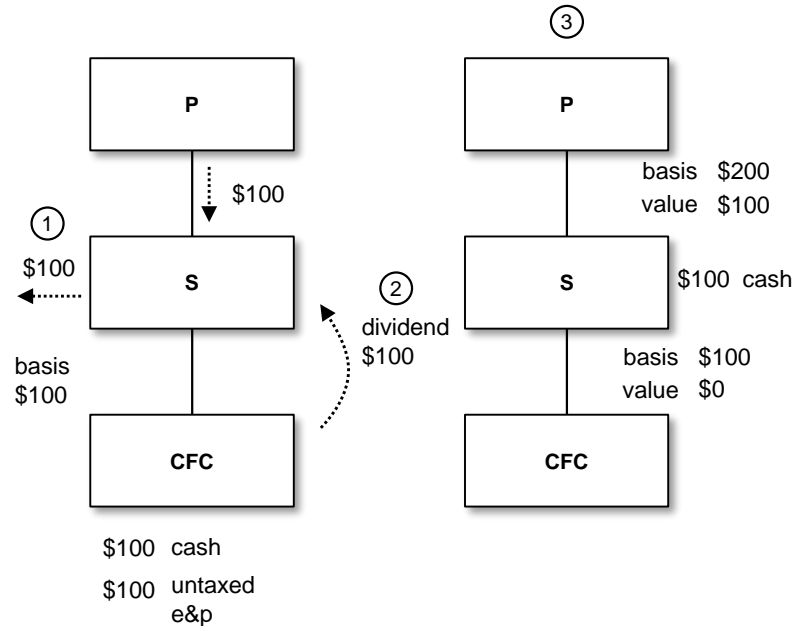 P
$100
1
$100
S
2
dividend
$100
basis
$100
CFC
$100 cash
$100 untaxed
e&p
3
P
basis $200
value $100
S
$100 cash
basis $100
value $0
CFC